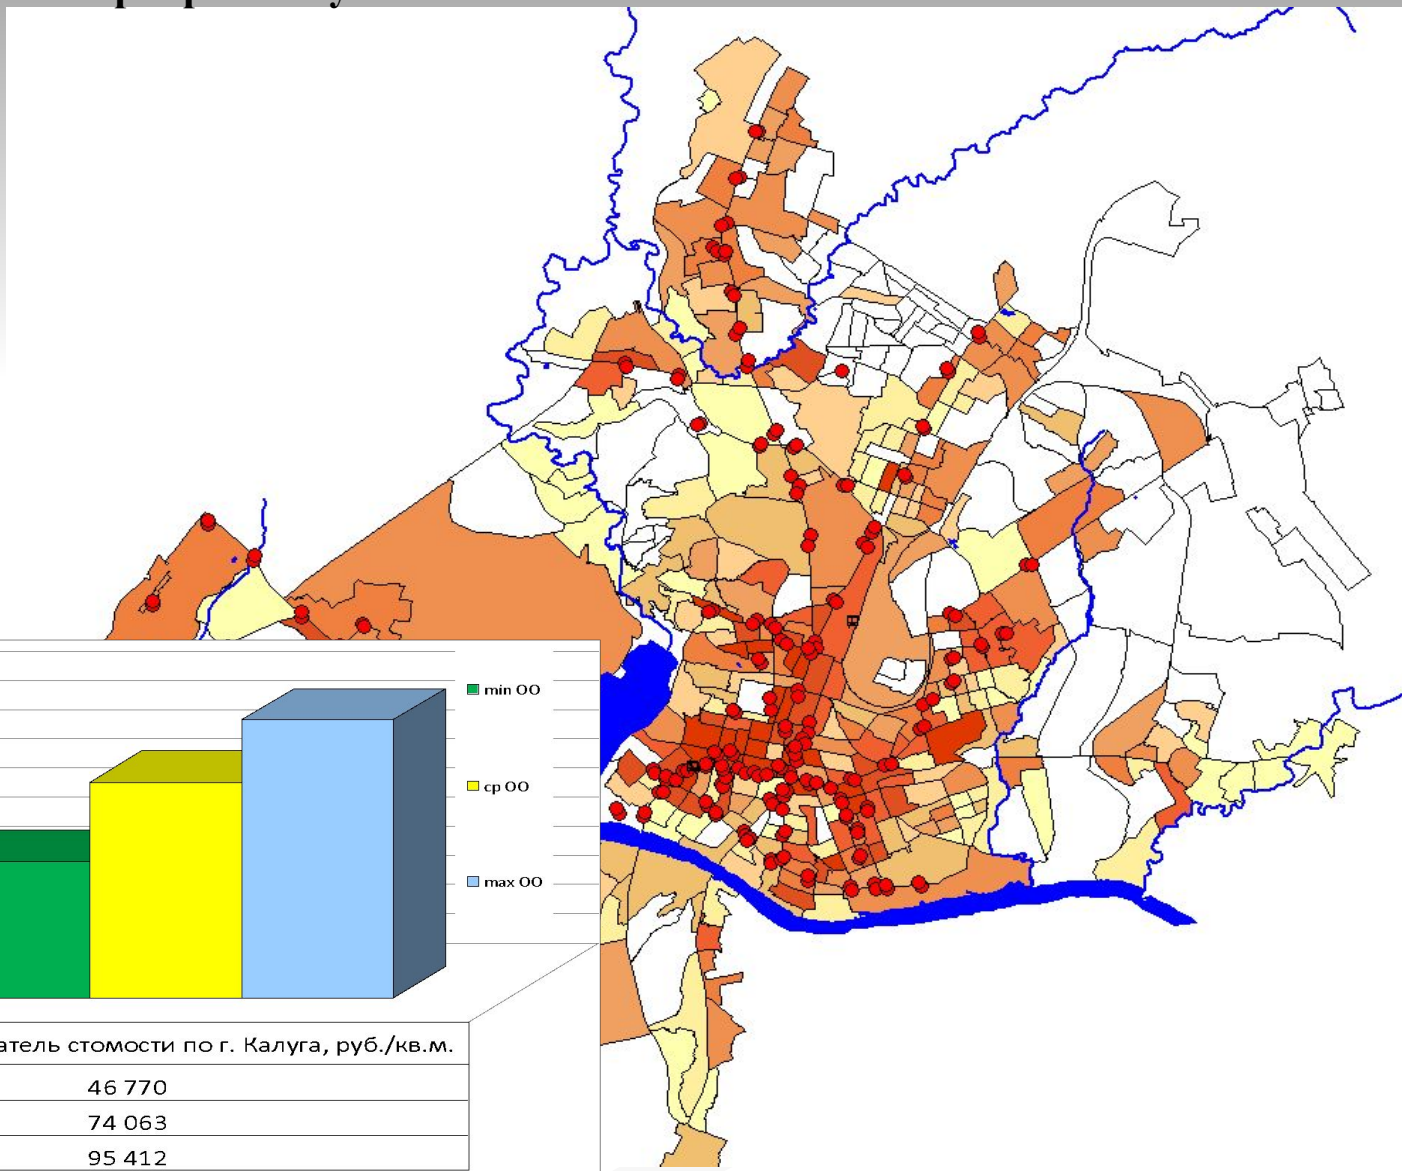 min ОО
ср ОО
max ОО
атель стомости по г. Калуга, руб./кв.м.
46 770
74 063
95 412